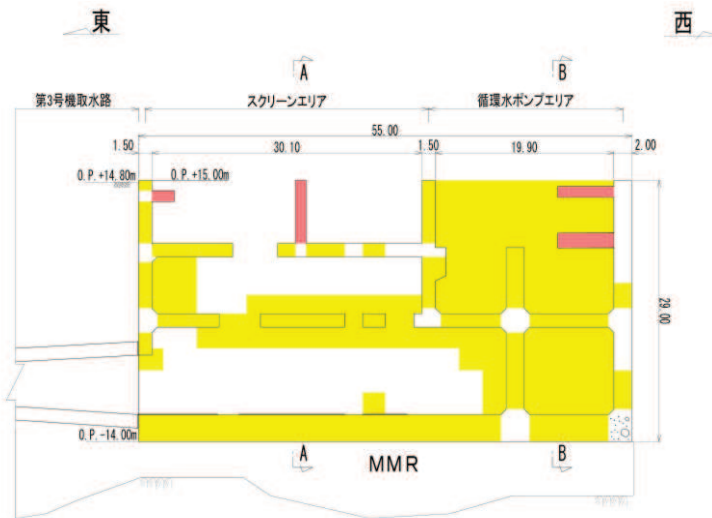 東
西
A
B
第3号機取水路
スクリーンエリア
循環水ポンプエリア
55.00
1.50
30.10
1.50
19.90
2.00
O.P.+14.80m
O.P.+15.00m
29.00
O.P.-14.00m
A
MMR
B